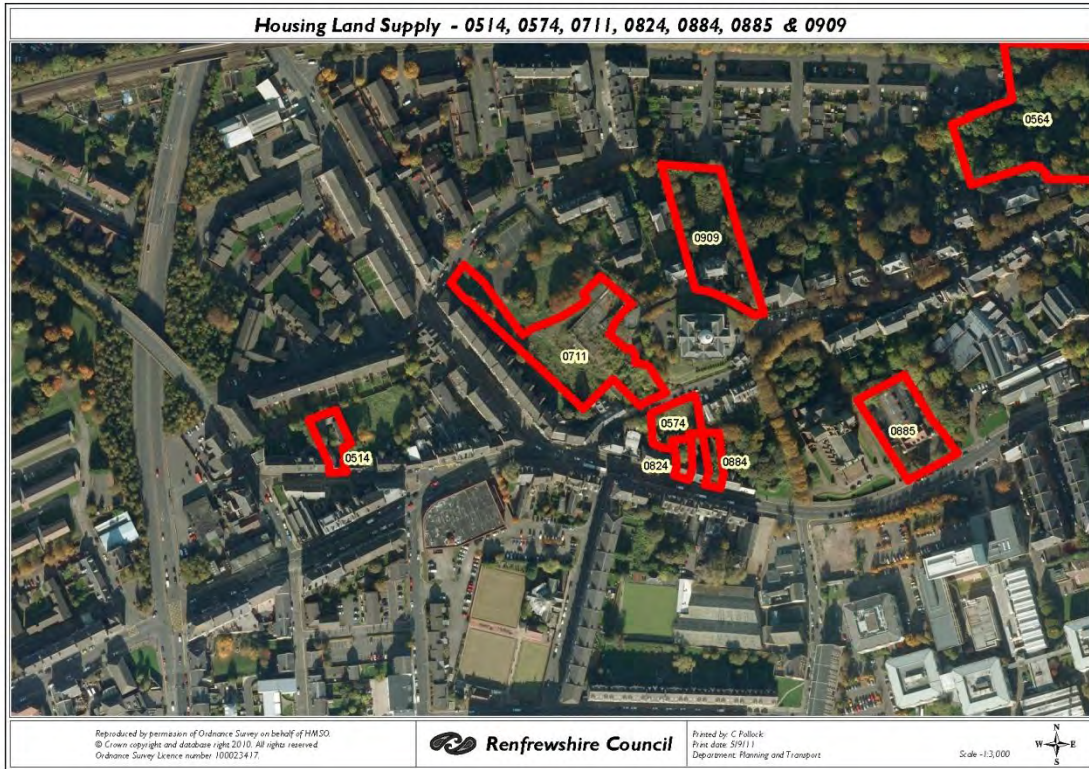 Housing Land Supply - 0514, 0574, 0711, 0824, 0884, 0885 & 0909
0564
0909
0711
0574
0885
0514
0824
0884
Reproduced by permission of Ordnance Survey on behalf of HMSO.
© Crown copyright and database right 2010. All rights reserved.
Ordnance Survey Licence number 100023417.
Renfrewshire Council
Printed by: C Pollock
Print date: 5/9/11
Department: Planning and Transport
Scale -1:3,000
N
W E
S